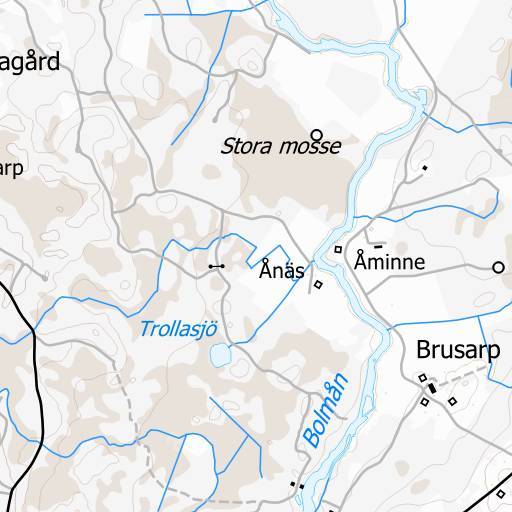 agård
Stora mosse
arp
Ånäs
Åminne
Trollasjö
Brusarp
Bolmån